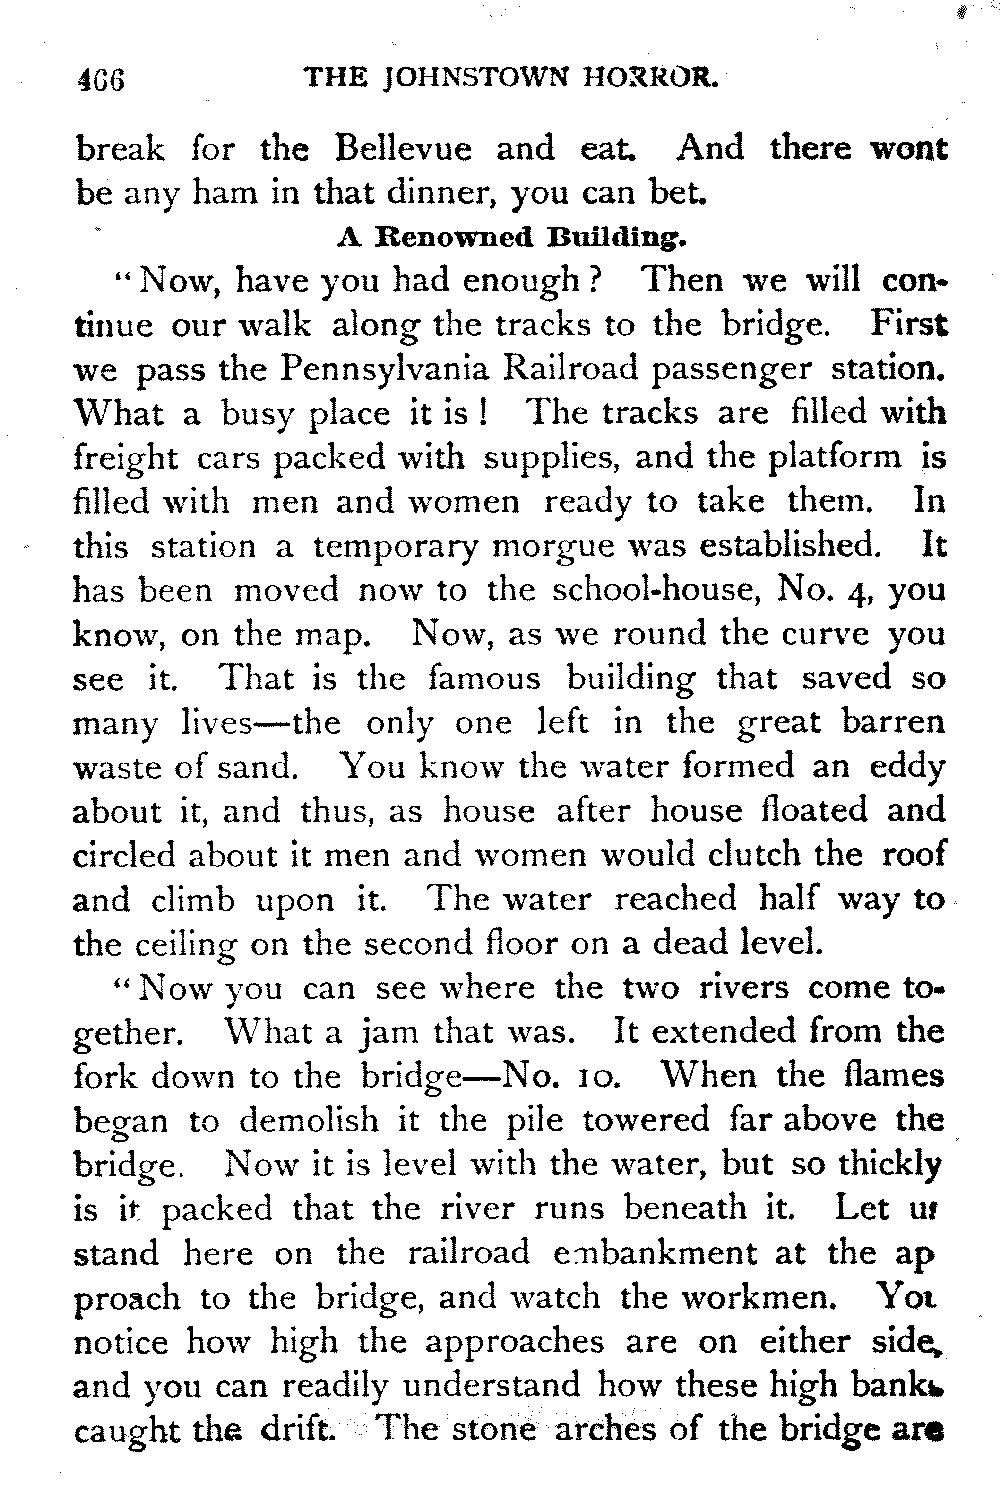 466 THE JOHNSTOWN HORROR.
break for the Bellevue and eat. And there wont
be any ham in that dinner, you can bet.
A Renowned Building.
“Now, have you had enough? Then we will con-
tinue our walk along the tracks to the bridge. First
we pass the Pennsylvania Railroad passenger station.
What a busy place it is! The tracks are filled with
freight cars packed with supplies, and the platform is
filled with men and women ready to take them. In
this station a temporary morgue was established. It
has been moved now to the school-house, No. 4, you
know, on the map. Now, as we round the curve you
see it. That is the famous building that saved so
many lives—the only one left in the great barren
waste of sand. You know the water formed an eddy
about it, and thus, as house after house floated and
circled about it men and women would clutch the roof
and climb upon it. The water reached half way to
the ceiling on the second floor on a dead level.
“Now you can see where the two rivers come to-
gether. What a jam that was. It extended from the
fork down to the bridge—No. 10. When the flames
began to demolish it the pile towered far above the
bridge. Now it is level with the water, but so thickly
is it packed that the river runs beneath it. Let us
stand here on the railroad embankment at the ap
proach to the bridge, and watch the workmen. You
notice how high the approaches are on either side,
and you can readily understand how these high banks
caught the drift. The stone arches of the bridge are